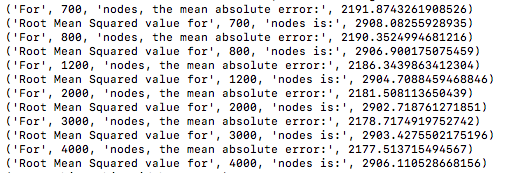 ('For', 700, 'nodes, the mean absolute error:', 2191.8743261908526)
('Root Mean Squared value for', 700, 'nodes is:', 2908.08255928935)
('For', 800, 'nodes, the mean absolute error:', 2190.3524994681216)
('Root Mean Squared value for', 800, 'nodes is:', 2906.900175075459)
('For', 1200, 'nodes, the mean absolute error:', 2186.3439863412304)
('Root Mean Squared value for', 1200, 'nodes is:', 2904.7088459468846)
('For', 2000, 'nodes, the mean absolute error:', 2181.508113650439)
('Root Mean Squared value for', 2000, 'nodes is:', 2902.718761271851)
('For', 3000, 'nodes, the mean absolute error:', 2178.7174919752742)
('Root Mean Squared value for', 3000, 'nodes is:', 2903.4275502175196)
('For', 4000, 'nodes, the mean absolute error:', 2177.513715494567)
('Root Mean Squared value for', 4000, 'nodes is:', 2906.110528668156)